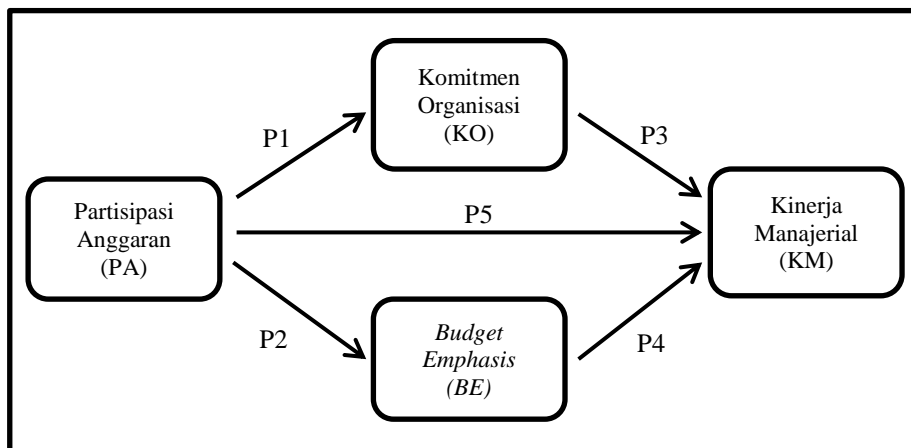 Komitmen
Organisasi
(KO)
P1
P3
Partisipasi
Anggaran
(PA)
P5
Kinerja
Manajerial
(KM)
P2
Budget
Emphasis
(BE)
P4